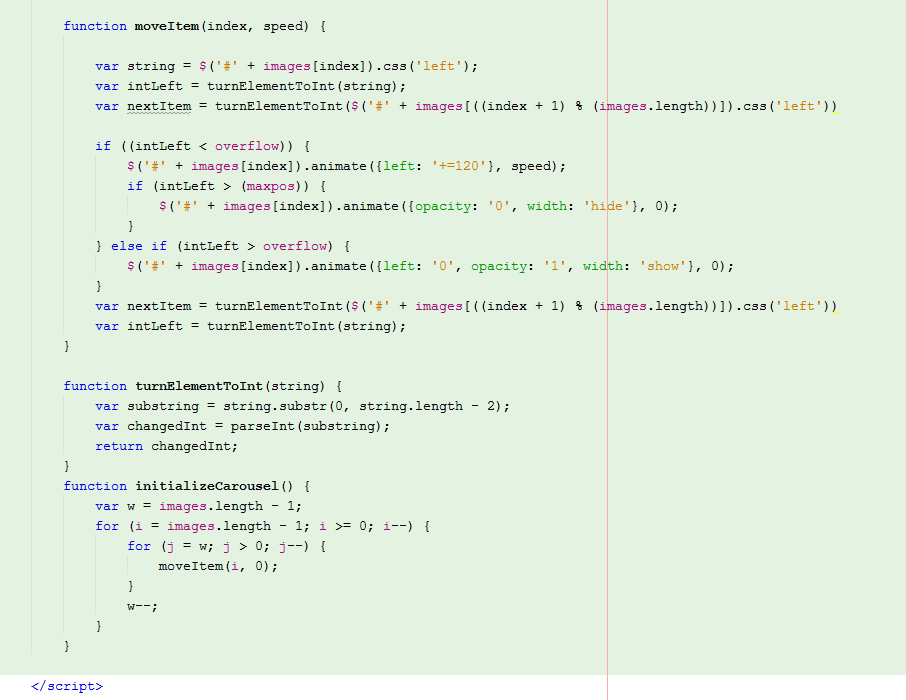 function moveItem(index, speed) {
var string = $('#' + images[index]).css('left');
var intLeft = turnElementToInt(string);
var nextItem = turnElementToInt($('#' + images[((index + 1) % (images.length))]).css('left'))
if ((intLeft < overflow)) {
$('#' + images[index]).animate({left: '+=120'}, speed);
if (intLeft > (maxpos)) {
$('#' + images[index]).animate({opacity: '0', width: 'hide'}, 0);
}
} else if (intLeft > overflow) {
$('#' + images[index]).animate({left: '0', opacity: '1', width: 'show'}, 0);
}
var nextItem = turnElementToInt($('#' + images[((index + 1) % (images.length))]).css('left'))
var intLeft = turnElementToInt(string);
}
function turnElementToInt(string) {
var substring = string.substr(0, string.length - 2);
var changedInt = parseInt(substring);
return changedInt;
}
function initializeCarousel() {
var w = images.length - 1;
for (i = images.length - 1; i >= 0; i--) {
for (j = w; j > 0; j--) {
moveItem(i, 0);
}
w--;
}
}
</script>